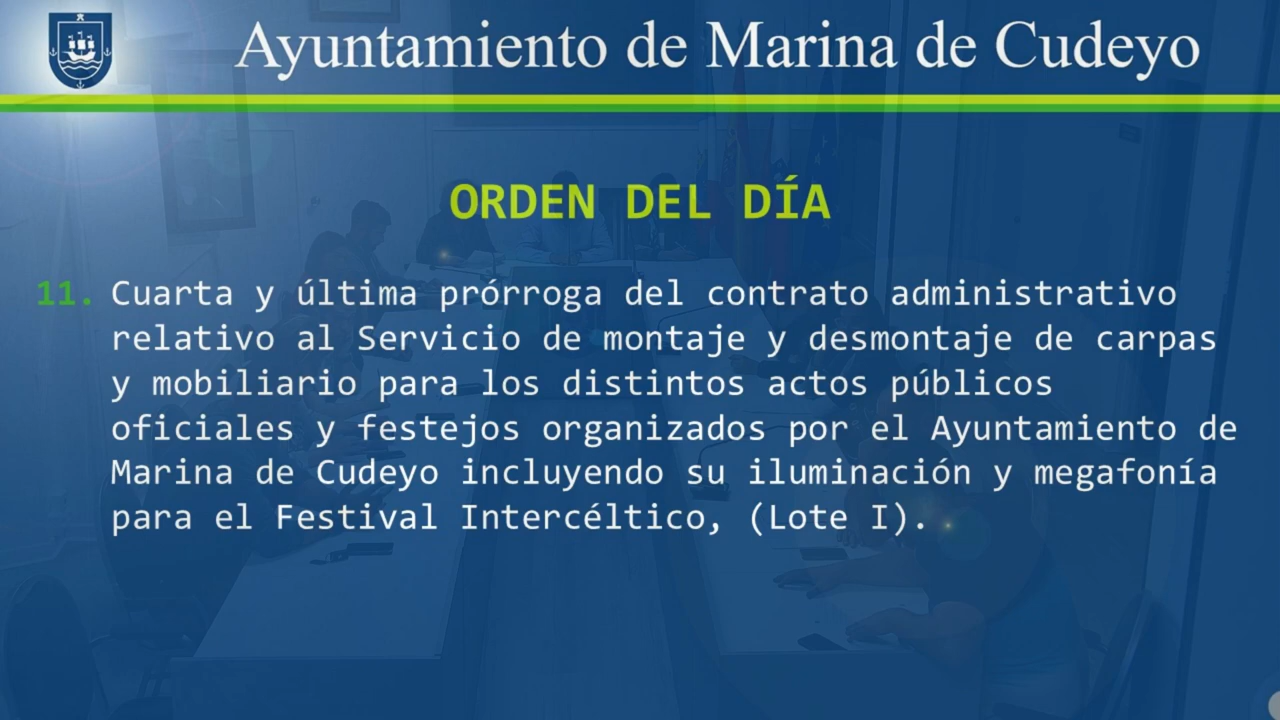 Ayuntamiento de Marina de Cudeyo
ORDEN DEL DÍA
11. Cuarta y última prórroga del contrato administrativo
relativo al Servicio de montaje y desmontaje de carpas
y mobiliario para los distintos actos públicos
oficiales y festejos organizados por el Ayuntamiento de
Marina de Cudeyo incluyendo su iluminación y megafonía
para el Festival Intercéltico, (Lote I).